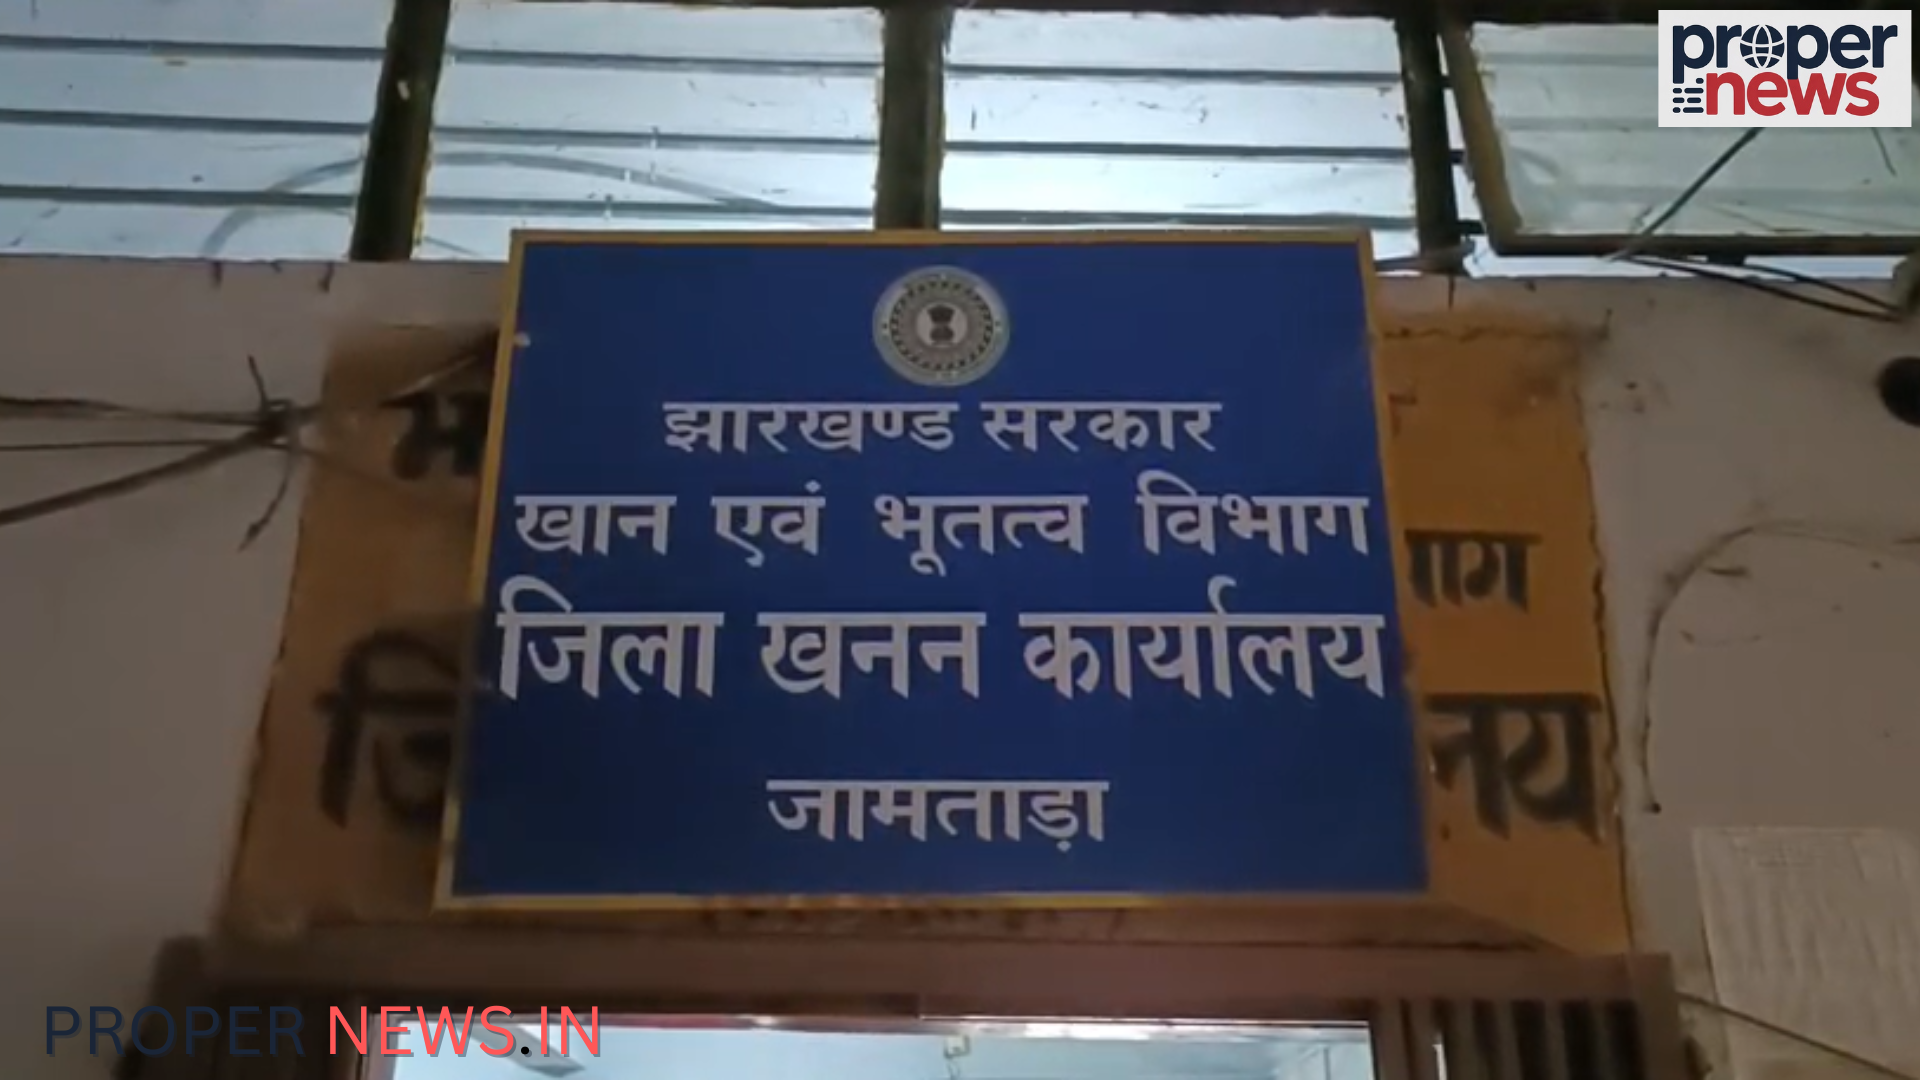 proper
news
झारखण्ड सरकार
खान एवं भूतत्व विभाग
जिला खनन कार्यालय
जामताड़ा
PROPER NEWS.IN